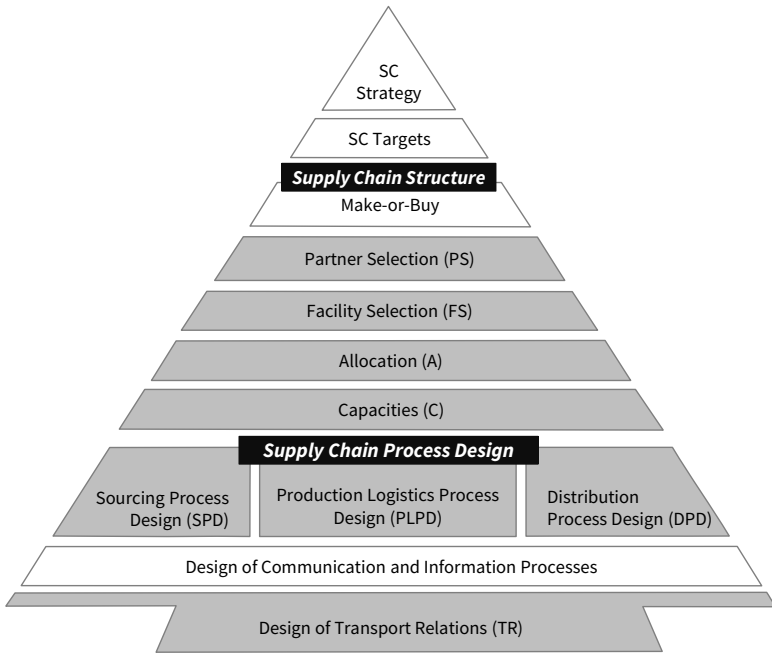 SC
Strategy
SC Targets
Supply Chain Structure
Make-or-Buy
Partner Selection (PS)
Facility Selection (FS)
Allocation (A)
Capacities (C)
Supply Chain Process Design
Sourcing Process
Design (SPD)
Production Logistics Process
Design (PLPD)
Distribution
Process Design (DPD)
Design of Communication and Information Processes
Design of Transport Relations (TR)